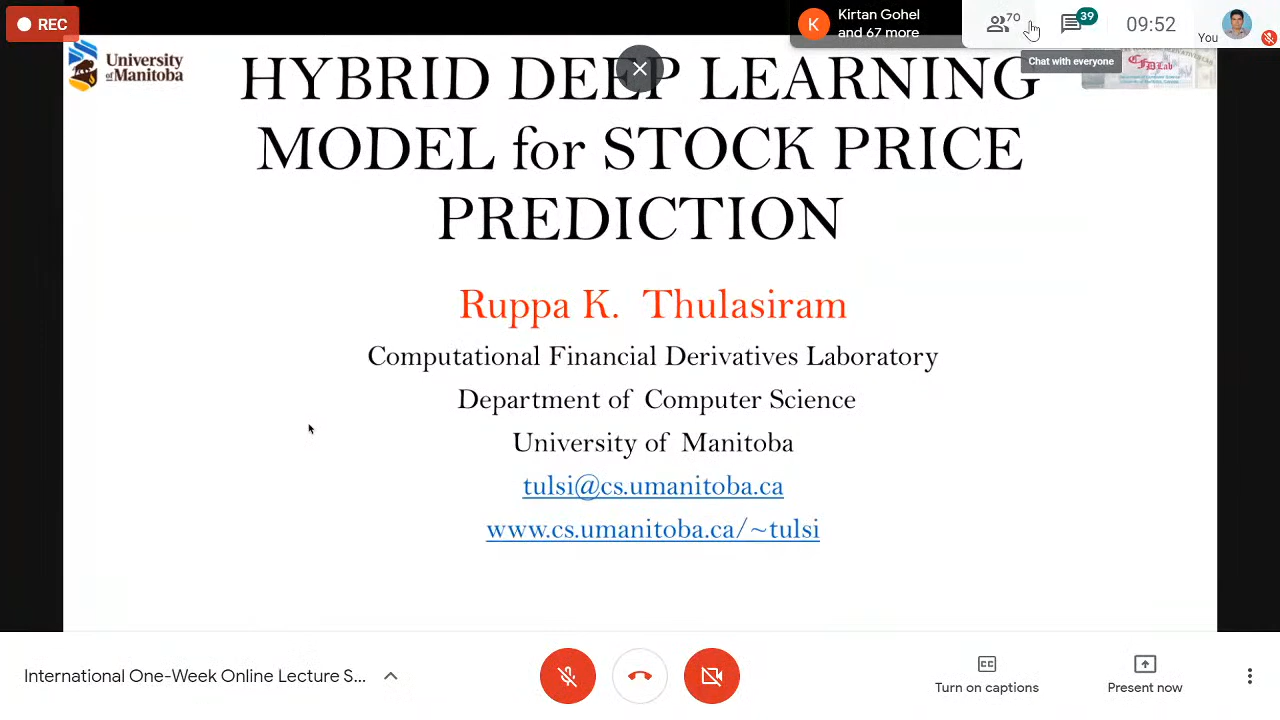 REC
K
Kirtan Gohel
and 67 more
70
39
09:52
You
Chat with everyone
University
of Manitoba
CFD Lab
HYBRID DEEP LEARNING
MODEL for STOCK PRICE
PREDICTION
Ruppa K. Thulasiram
Computational Financial Derivatives Laboratory
Department of Computer Science
University of Manitoba
tulsi@cs.umanitoba.ca
www.cs.umanitoba.ca/~tulsi
International One-Week Online Lecture S...
CC
Turn on captions
Present now